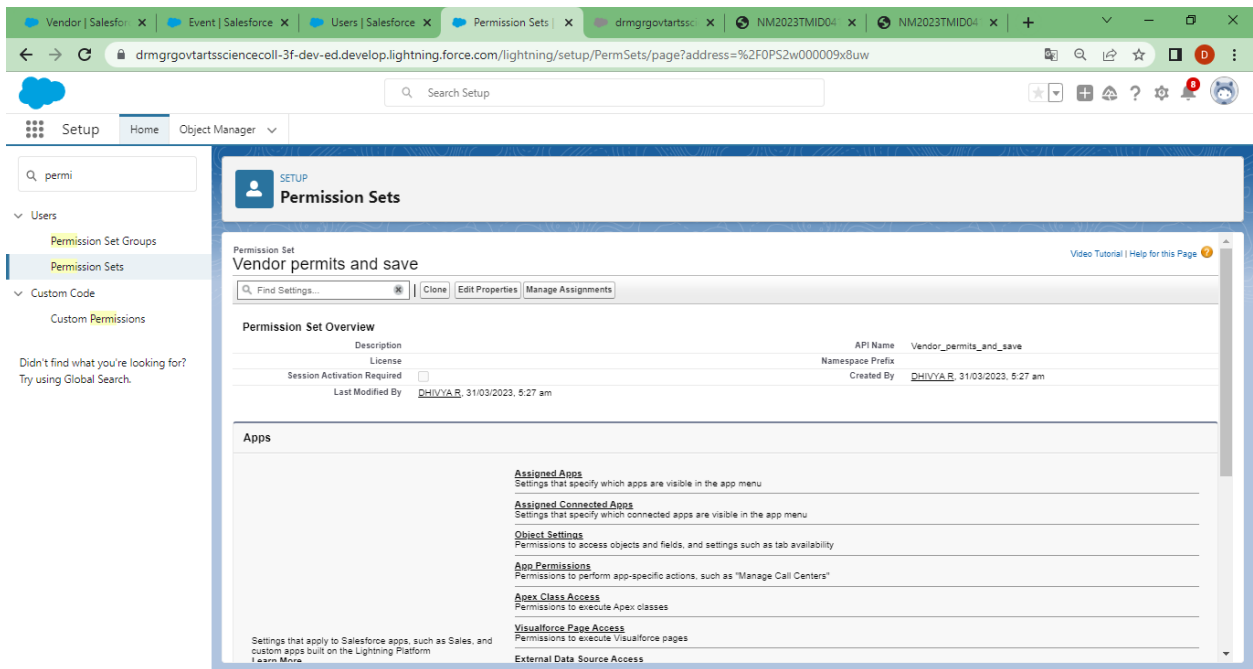 Vendor | Salesforc
Event | Salesforce
Users | Salesforce
Permission Sets |
drmgrgovtartssci
NM2023TMID04
NM2023TMID04
drmgrgovtartssciencecoll-3f-dev-ed.develop.lightning.force.com/lightning/setup/PermSets/page?address=%2F0PS2w000009x8uw
D
Search Setup
8
Setup
Home
Object Manager
permi
Users
Permission Set Groups
Permission Sets
Custom Code
Custom Permissions
Didn't find what you're looking for?
Try using Global Search.
SETUP
Permission Sets
Permission Set
Vendor permits and save
Video Tutorial | Help for this Page
Find Settings...
Clone
Edit Properties
Manage Assignments
Permission Set Overview
Description
API Name Vendor_permits_and_save
License
Namespace Prefix
Session Activation Required
Created By DHIVYA R, 31/03/2023, 5:27 am
Last Modified By DHIVYA R, 31/03/2023, 5:27 am
Apps
Assigned Apps
Settings that specify which apps are visible in the app menu
Assigned Connected Apps
Settings that specify which connected apps are visible in the app menu
Object Settings
Permissions to access objects and fields, and settings such as tab availability
App Permissions
Permissions to perform app-specific actions, such as "Manage Call Centers"
Apex Class Access
Permissions to execute Apex classes
Visualforce Page Access
Permissions to execute Visualforce pages
External Data Source Access
Settings that apply to Salesforce apps, such as Sales, and
custom apps built on the Lightning Platform
Learn More